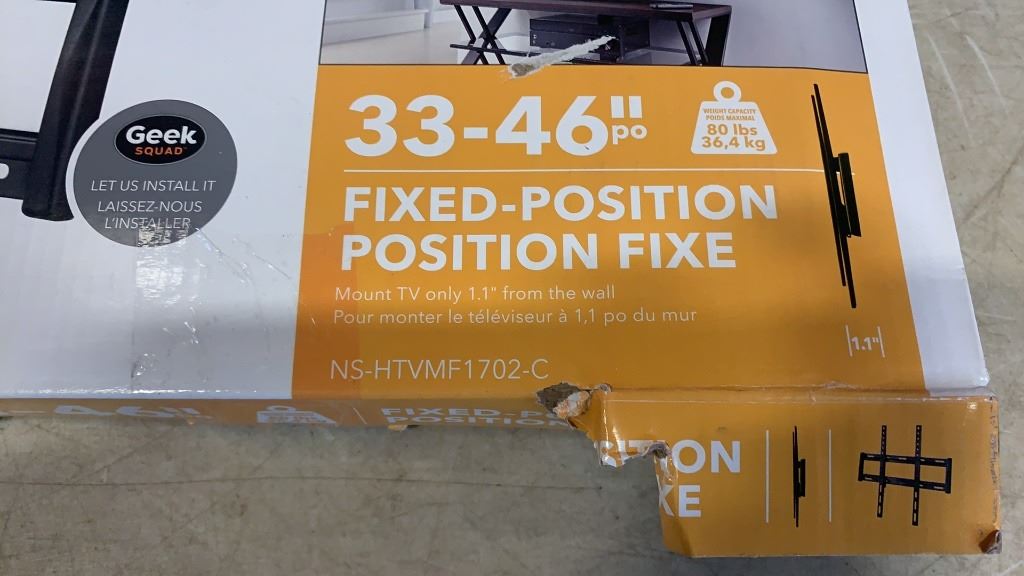 Geek
SQUAD
LET US INSTALL IT
LAISSEZ-NOUS
L'INSTALLER
33-46" po
WEIGHT CAPACITY
POIDS MAXIMAL
80 lbs
36,4 kg
FIXED-POSITION
POSITION FIXE
Mount TV only 1.1" from the wall
Pour monter le téléviseur à 1,1 po du mur
1.1"
NS-HTVMF1702-C
-46"
FIXED-P
POSITION
ITION
XE